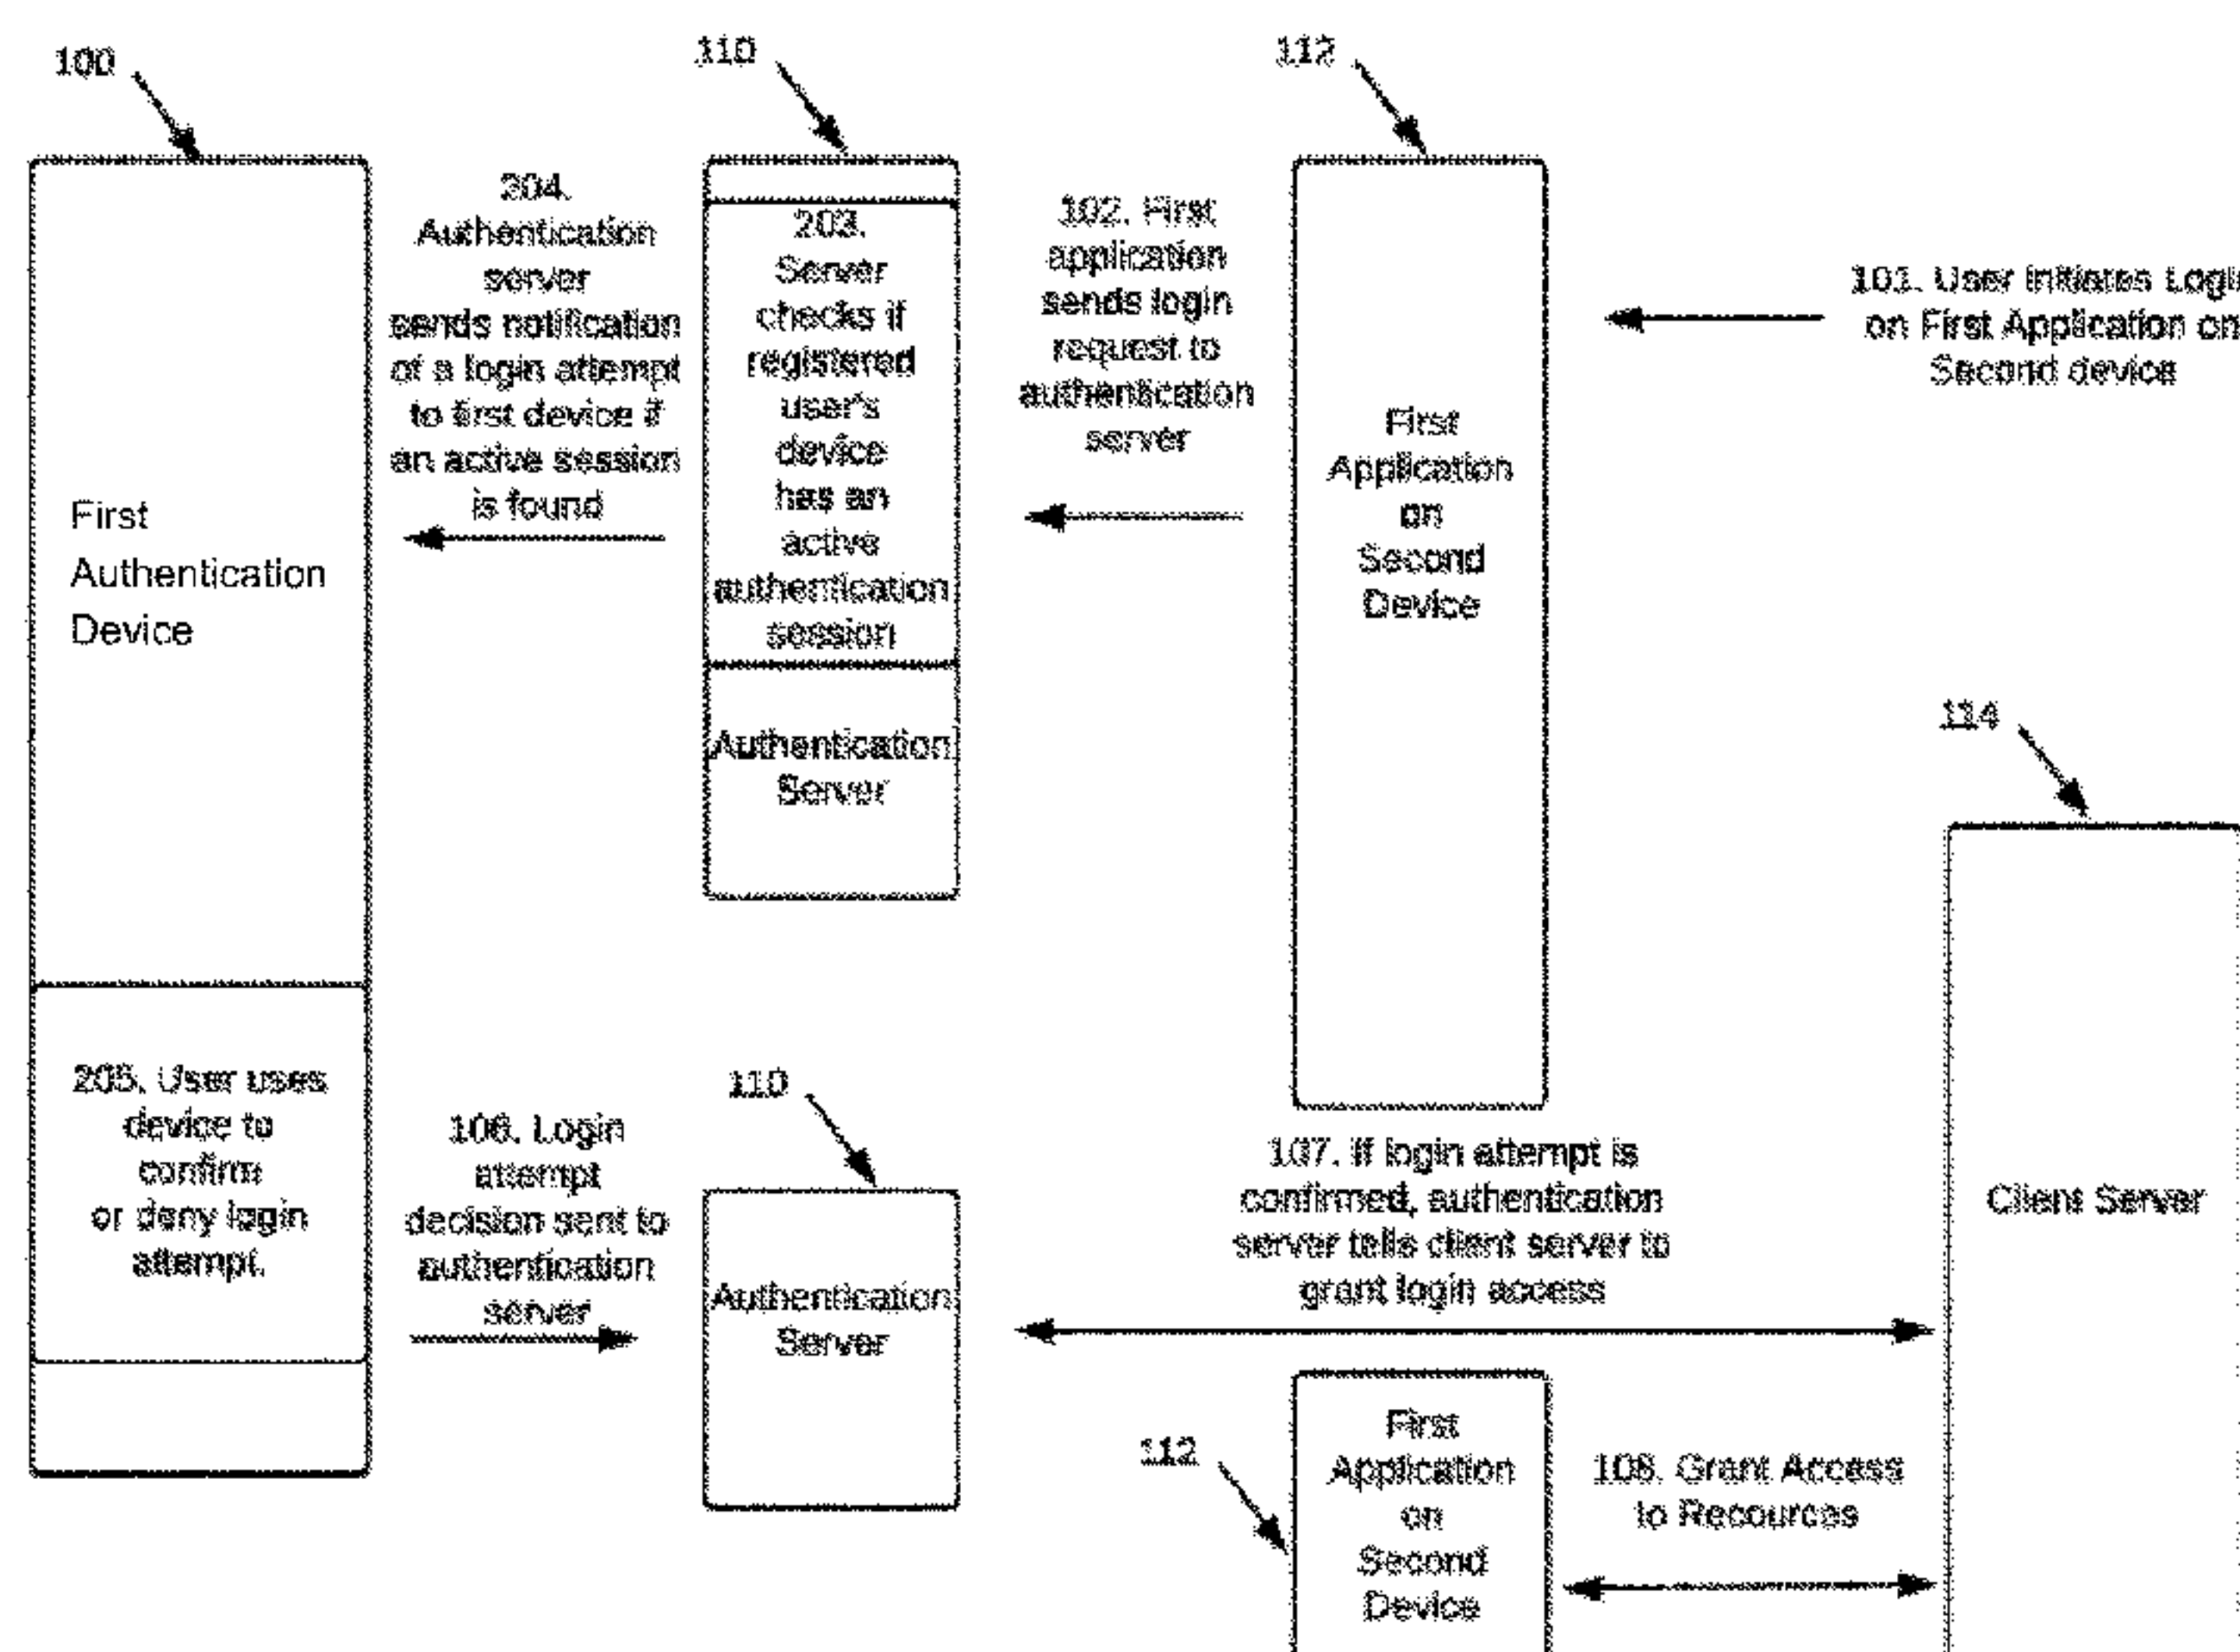 100
110
112
204.
Authentication
server
sends notification
of a login attempt
to first device if
an active session
is found
203.
Server
checks if
registered
user's
device
has an
active
authentication
session
102. First
application
sends login
request to
authentication
server
101. User Initiates Logi
on First Application on
Second device
First
Application
on
Second
Device
First
Authentication
Device
Authentication
Server
114
205. User uses
device to
confirm
or deny login
attempt.
106. Login
attempt
decision sent to
authentication
server
110
Authentication
Server
107. If login attempt is
confirmed, authentication
server tells client server to
grant login access
Client Server
112
First
Application
on
Second
Device
108. Grant Access
to Recources